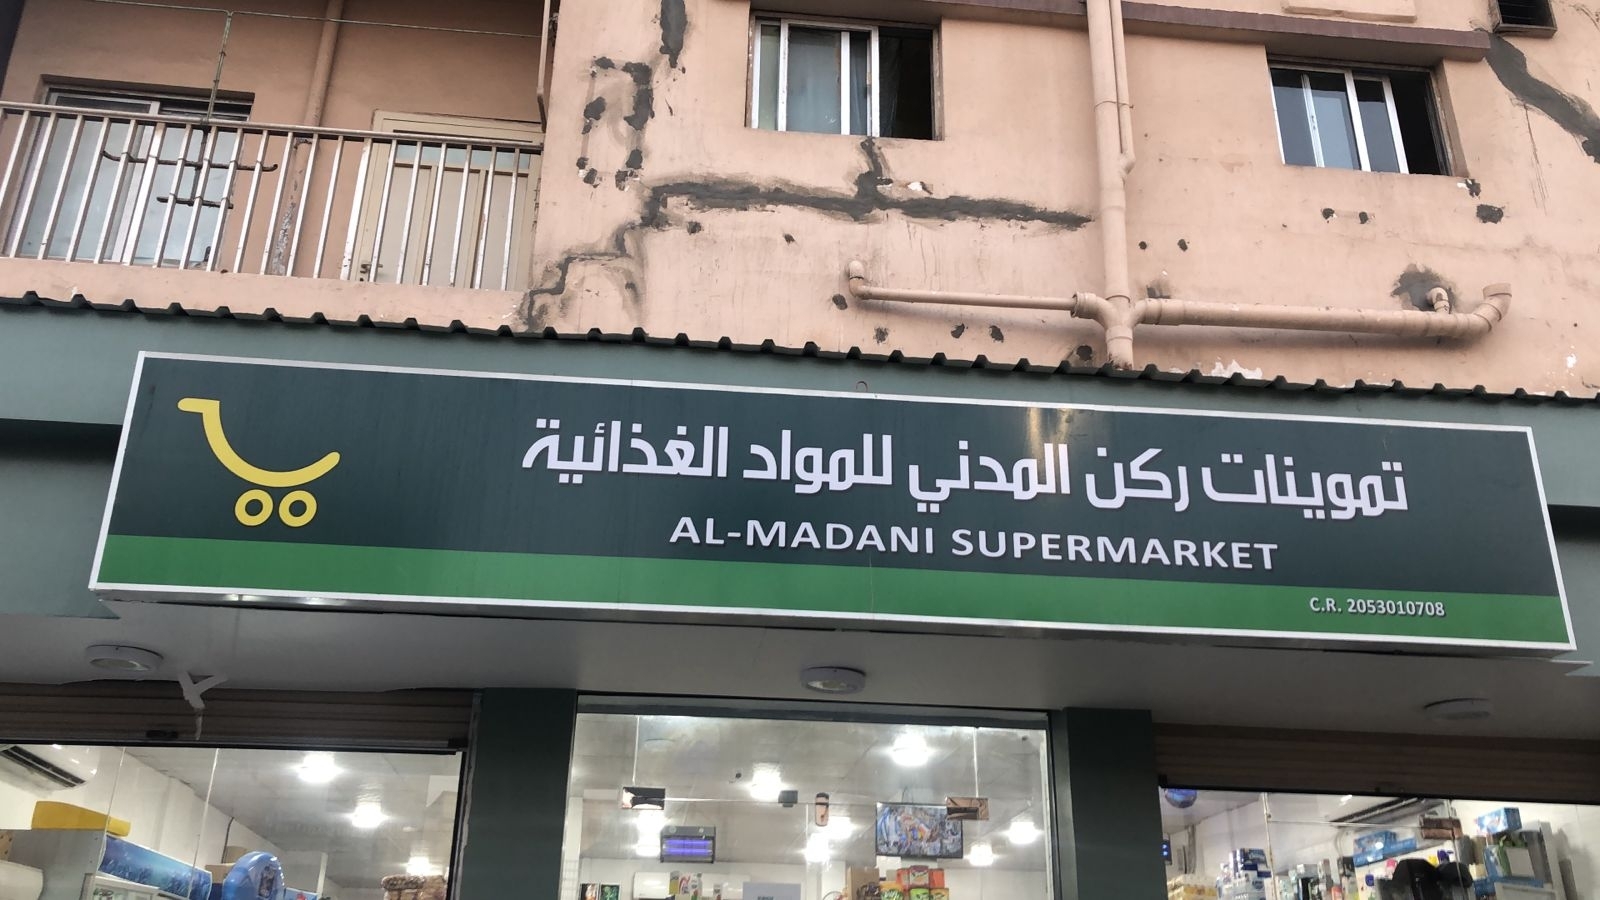 تموينات ركن المدني للمواد الغذائية
AL-MADANI SUPERMARKET
C.R. 2053010708